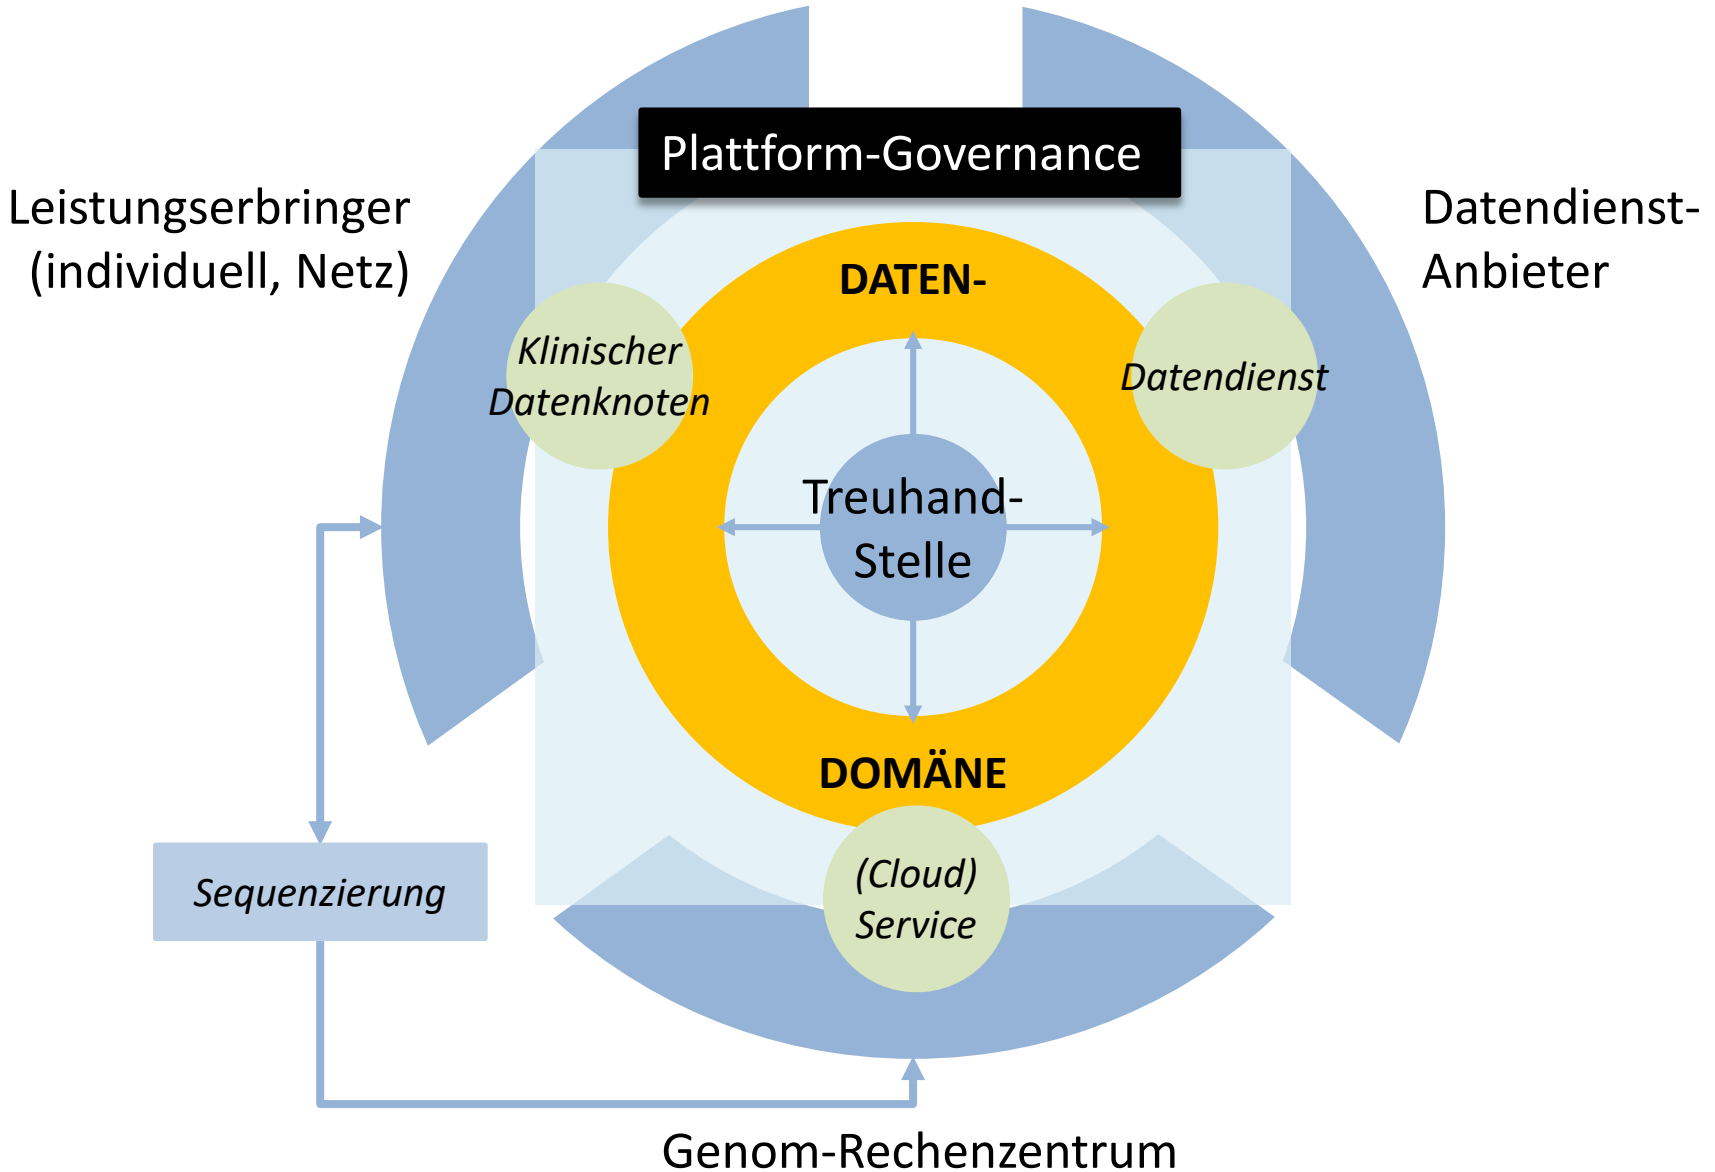 Plattform-Governance
Leistungserbringer
(individuell, Netz)
Datendienst-
Anbieter
DATEN-
Klinischer
Datenknoten
Datendienst
Treuhand-
Stelle
DOMÄNE
(Cloud)
Service
Sequenzierung
Genom-Rechenzentrum